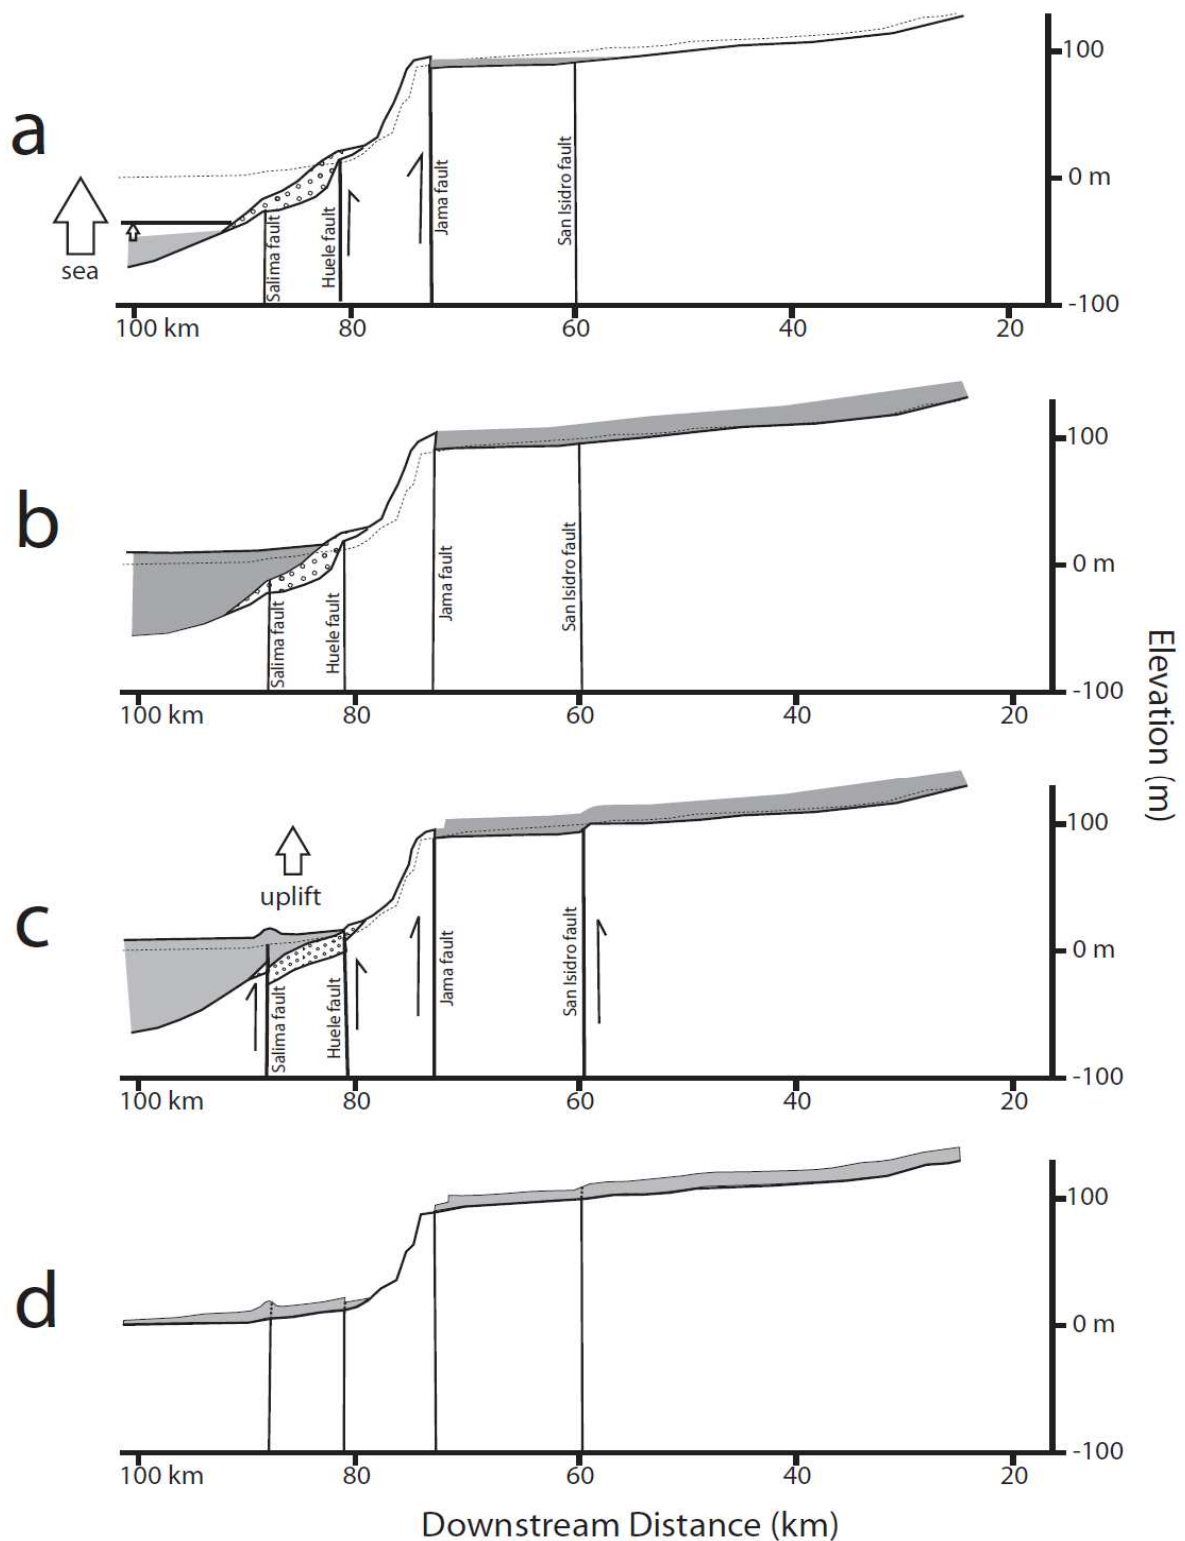 a
100
0 m
-100
sea
Salima fault
Huele fault
Jama fault
San Isidro fault
100 km
80
60
40
20
b
100
0 m
-100
Salima fault
Huele fault
Jama fault
San Isidro fault
100 km
80
60
40
20
Elevation (m)
c
100
0 m
-100
uplift
Salima fault
Huele fault
Jama fault
San Isidro fault
100 km
80
60
40
20
d
100
0 m
-100
100 km
80
60
40
20
Downstream Distance (km)